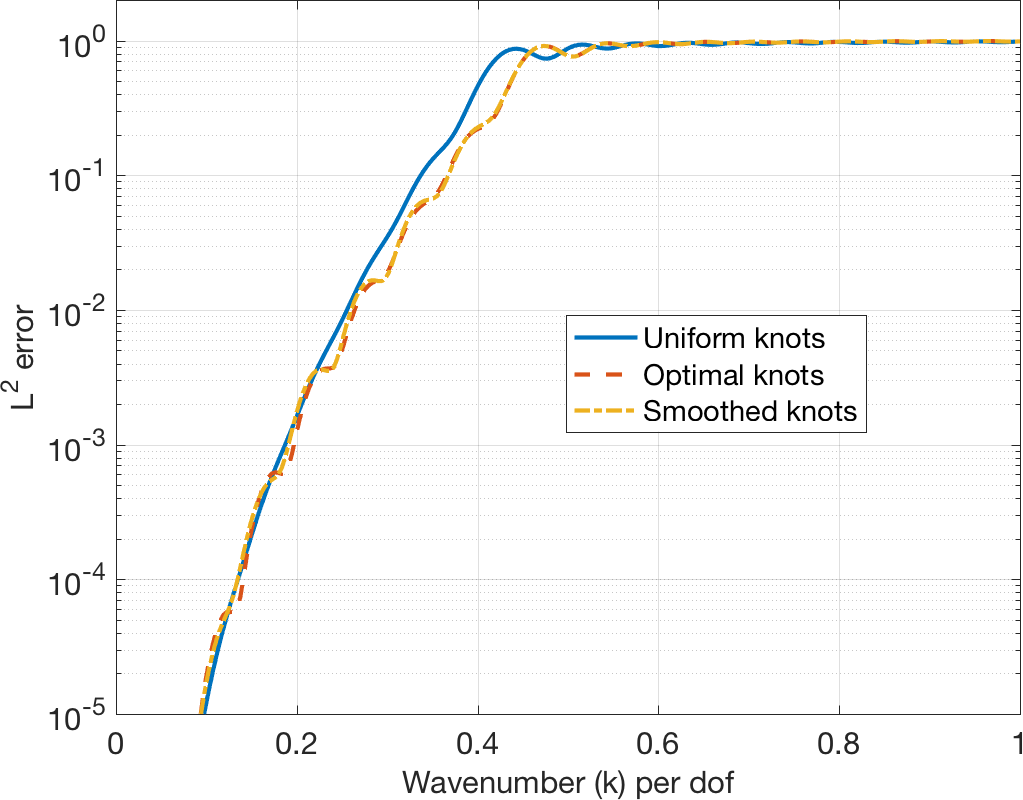 10^0
10^-1
10^-2
10^-3
10^-4
10^-5
L^2 error
Uniform knots
Optimal knots
Smoothed knots
0 0.2 0.4 0.6 0.8 1
Wavenumber (k) per dof